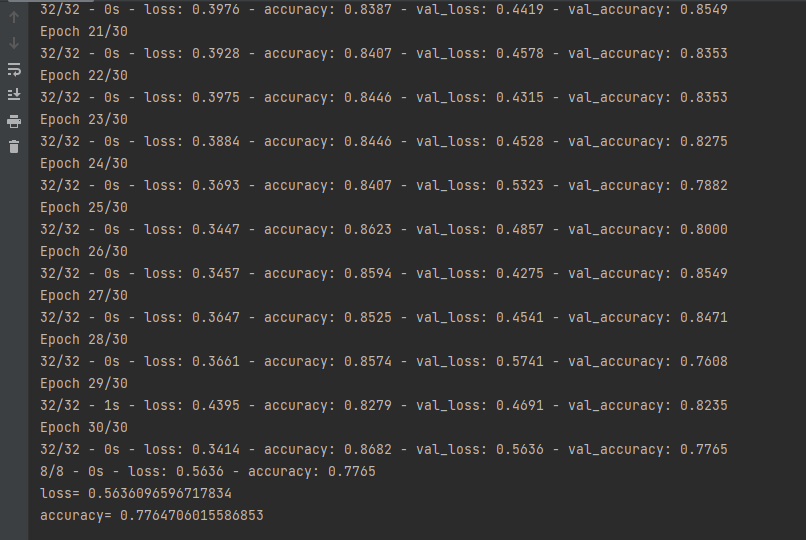 32/32 - 0s - loss: 0.3976 - accuracy: 0.8387 - val_loss: 0.4419 - val_accuracy: 0.8549
Epoch 21/30
32/32 - 0s - loss: 0.3928 - accuracy: 0.8407 - val_loss: 0.4578 - val_accuracy: 0.8353
Epoch 22/30
32/32 - 0s - loss: 0.3975 - accuracy: 0.8446 - val_loss: 0.4315 - val_accuracy: 0.8353
Epoch 23/30
32/32 - 0s - loss: 0.3884 - accuracy: 0.8446 - val_loss: 0.4528 - val_accuracy: 0.8275
Epoch 24/30
32/32 - 0s - loss: 0.3693 - accuracy: 0.8407 - val_loss: 0.5323 - val_accuracy: 0.7882
Epoch 25/30
32/32 - 0s - loss: 0.3447 - accuracy: 0.8623 - val_loss: 0.4857 - val_accuracy: 0.8000
Epoch 26/30
32/32 - 0s - loss: 0.3457 - accuracy: 0.8594 - val_loss: 0.4275 - val_accuracy: 0.8549
Epoch 27/30
32/32 - 0s - loss: 0.3647 - accuracy: 0.8525 - val_loss: 0.4541 - val_accuracy: 0.8471
Epoch 28/30
32/32 - 0s - loss: 0.3661 - accuracy: 0.8574 - val_loss: 0.5741 - val_accuracy: 0.7608
Epoch 29/30
32/32 - 1s - loss: 0.4395 - accuracy: 0.8279 - val_loss: 0.4691 - val_accuracy: 0.8235
Epoch 30/30
32/32 - 0s - loss: 0.3414 - accuracy: 0.8682 - val_loss: 0.5636 - val_accuracy: 0.7765
8/8 - 0s - loss: 0.5636 - accuracy: 0.7765
loss= 0.5636096596717834
accuracy= 0.7764706015586853